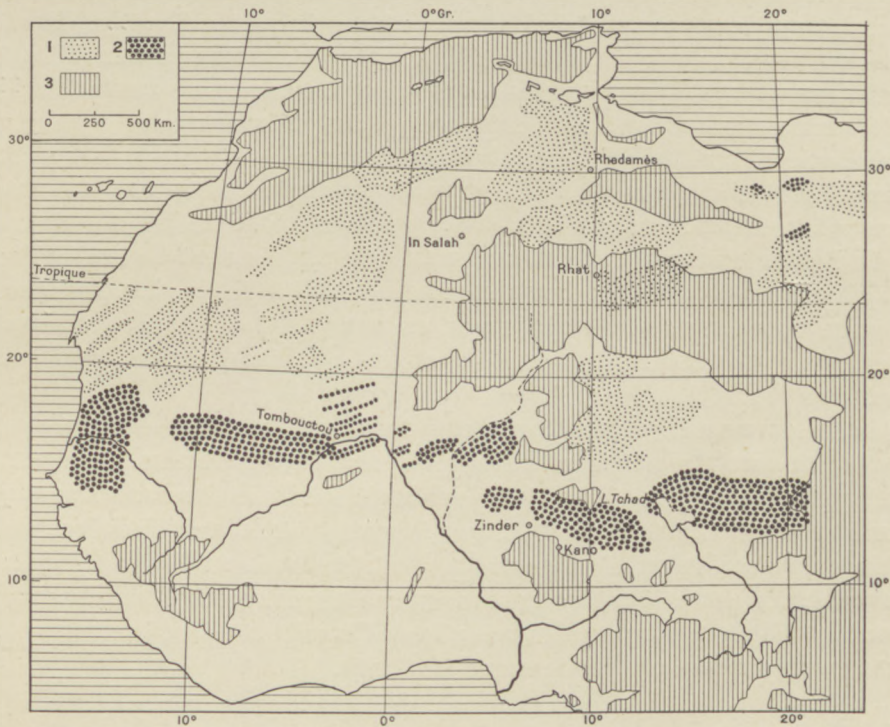 10° 0° Gr. 10° 20°
1 2
3
0 250 500 Km.
30° 30°
Rhadamès
In Salah
Rhat
Tropique
20° 20°
Tombouctou
L. Tchad
Zinder
Kano
10° 10°
10° 0° 10° 20°